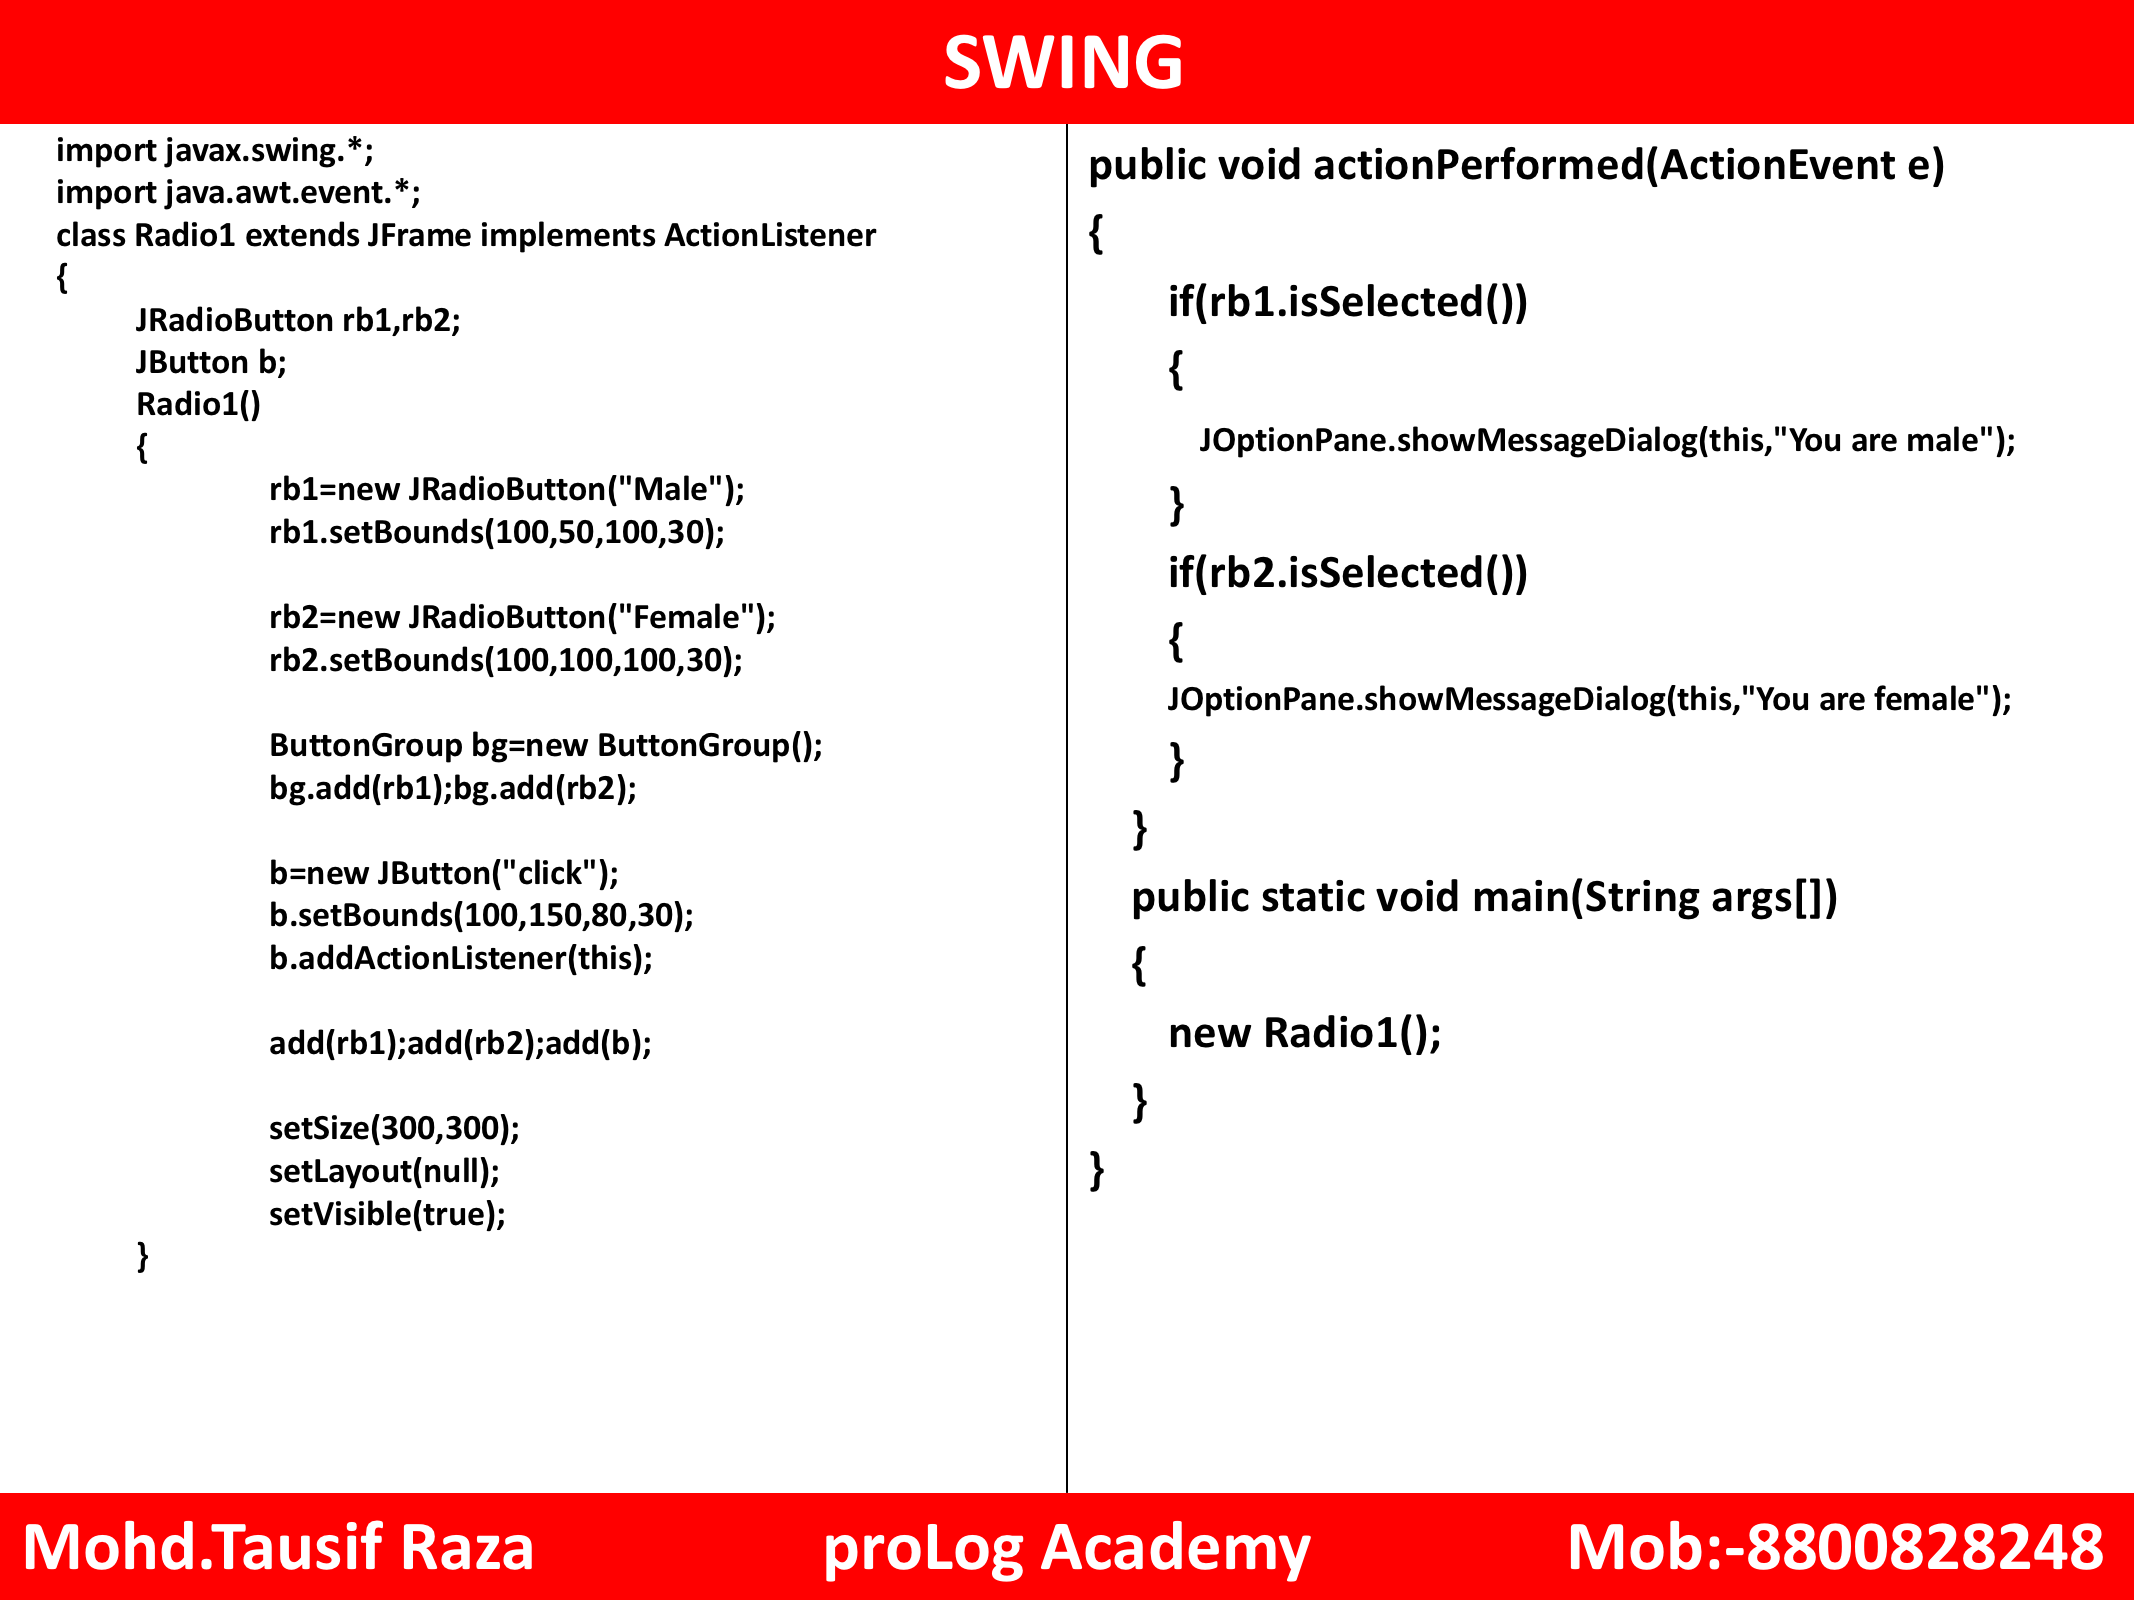 SWING
import javax.swing.*;
import java.awt.event.*;
class Radio1 extends JFrame implements ActionListener
{
JRadioButton rb1,rb2;
JButton b;
Radio1()
{
rb1=new JRadioButton("Male");
rb1.setBounds(100,50,100,30);
rb2=new JRadioButton("Female");
rb2.setBounds(100,100,100,30);
ButtonGroup bg=new ButtonGroup();
bg.add(rb1);bg.add(rb2);
b=new JButton("click");
b.setBounds(100,150,80,30);
b.addActionListener(this);
add(rb1);add(rb2);add(b);
setSize(300,300);
setLayout(null);
setVisible(true);
}
public void actionPerformed(ActionEvent e)
{
if(rb1.isSelected())
{
JOptionPane.showMessageDialog(this,"You are male");
}
if(rb2.isSelected())
{
JOptionPane.showMessageDialog(this,"You are female");
}
}
public static void main(String args[])
{
new Radio1();
}
}
Mohd.Tausif Raza proLog Academy Mob:-8800828248